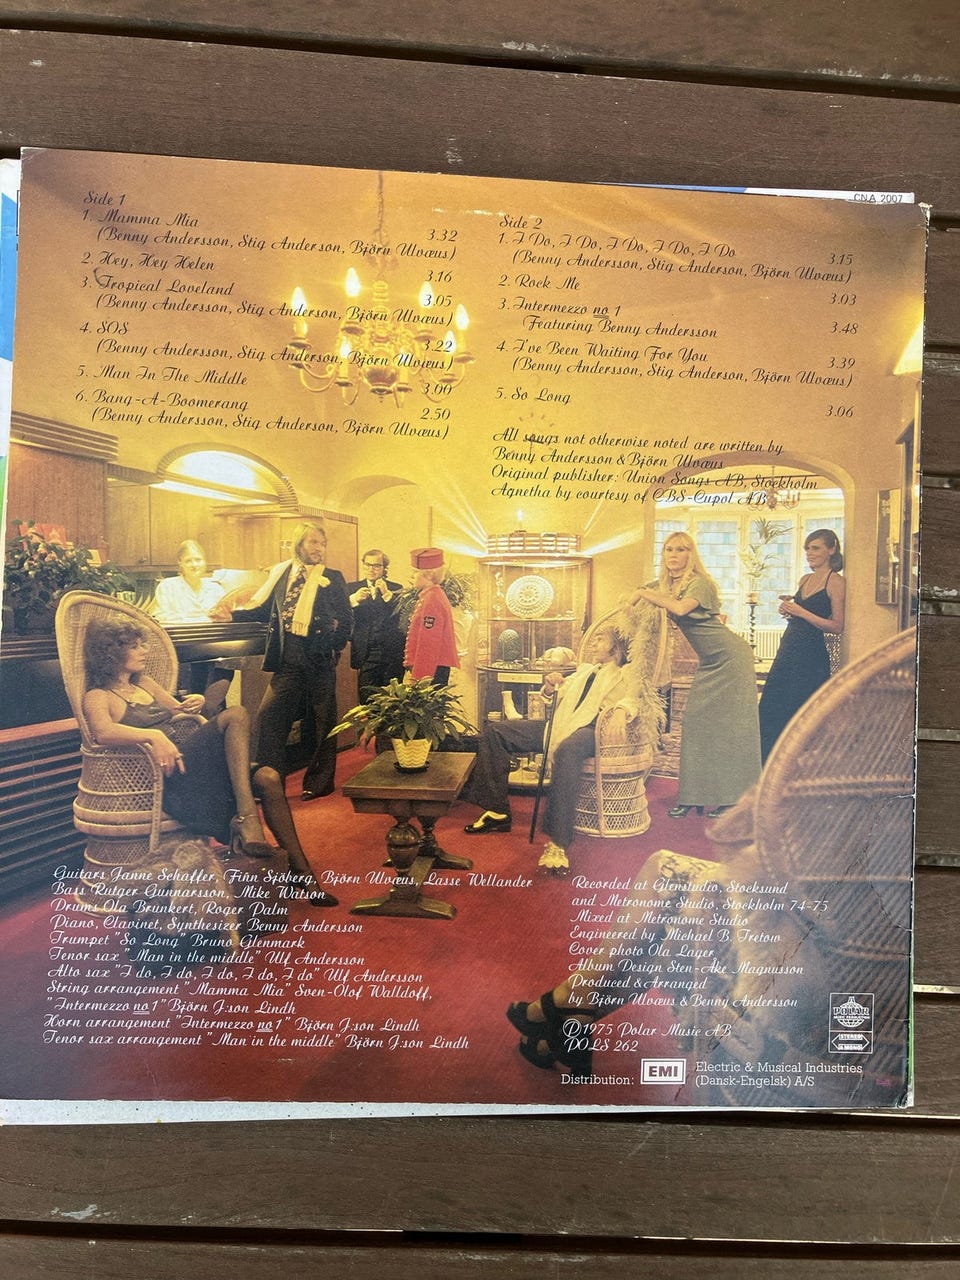 CNA 2007
Side 1
1. Mamma Mia
3.32
(Benny Andersson, Stig Anderson, Björn Ulvæus)
2. Hey, Hey Helen
3.16
3. Tropical Loveland
3.05
(Benny Andersson, Stig Anderson, Björn Ulvæus)
4. SOS
3.22
(Benny Andersson, Stig Anderson, Björn Ulvæus)
5. Man In The Middle
3.00
6. Bang-A-Boomerang
2.50
(Benny Andersson, Stig Anderson, Björn Ulvæus)
Side 2
1. I Do, I Do, I Do, I Do, I Do
3.15
(Benny Andersson, Stig Anderson, Björn Ulvæus)
2. Rock Me
3.03
3. Intermezzo no 1
Featuring Benny Andersson
3.48
4. I've Been Waiting For You
3.39
(Benny Andersson, Stig Anderson, Björn Ulvæus)
5. So Long
3.06
All songs not otherwise noted are written by
Benny Andersson & Björn Ulvæus
Original publisher: Union Songs AB, Stockholm
Agnetha by courtesy of CBS-Cupol AB
Guitars Janne Schaffer, Finn Sjöberg, Björn Ulvæus, Lasse Wellander
Bass Rutger Gunnarsson, Mike Watson
Drums Ola Brunkert, Roger Palm
Piano, Clavinet, Synthesizer Benny Andersson
Trumpet "So Long" Bruno Glenmark
Tenor sax "Man in the middle" Ulf Andersson
Alto sax "I do, I do, I do, I do, I do" Ulf Andersson
String arrangement "Mamma Mia" Sven-Olof Walldoff,
"Intermezzo no 1" Björn J:son Lindh
Horn arrangement "Intermezzo no 1" Björn J:son Lindh
Tenor sax arrangement "Man in the middle" Björn J:son Lindh
Recorded at Glenstudio, Stocksund
and Metronome Studio, Stockholm 74-75
Mixed at Metronome Studio
Engineered by Michael B. Tretow
Cover photo Ola Lager
Album Design Sten-Åke Magnusson
Produced & Arranged
by Björn Ulvæus & Benny Andersson
Ⓟ 1975 Polar Music AB
POLS 262
POLAR
STEREO
& MONO
Distribution: EMI Electric & Musical Industries
(Dansk-Engelsk) A/S